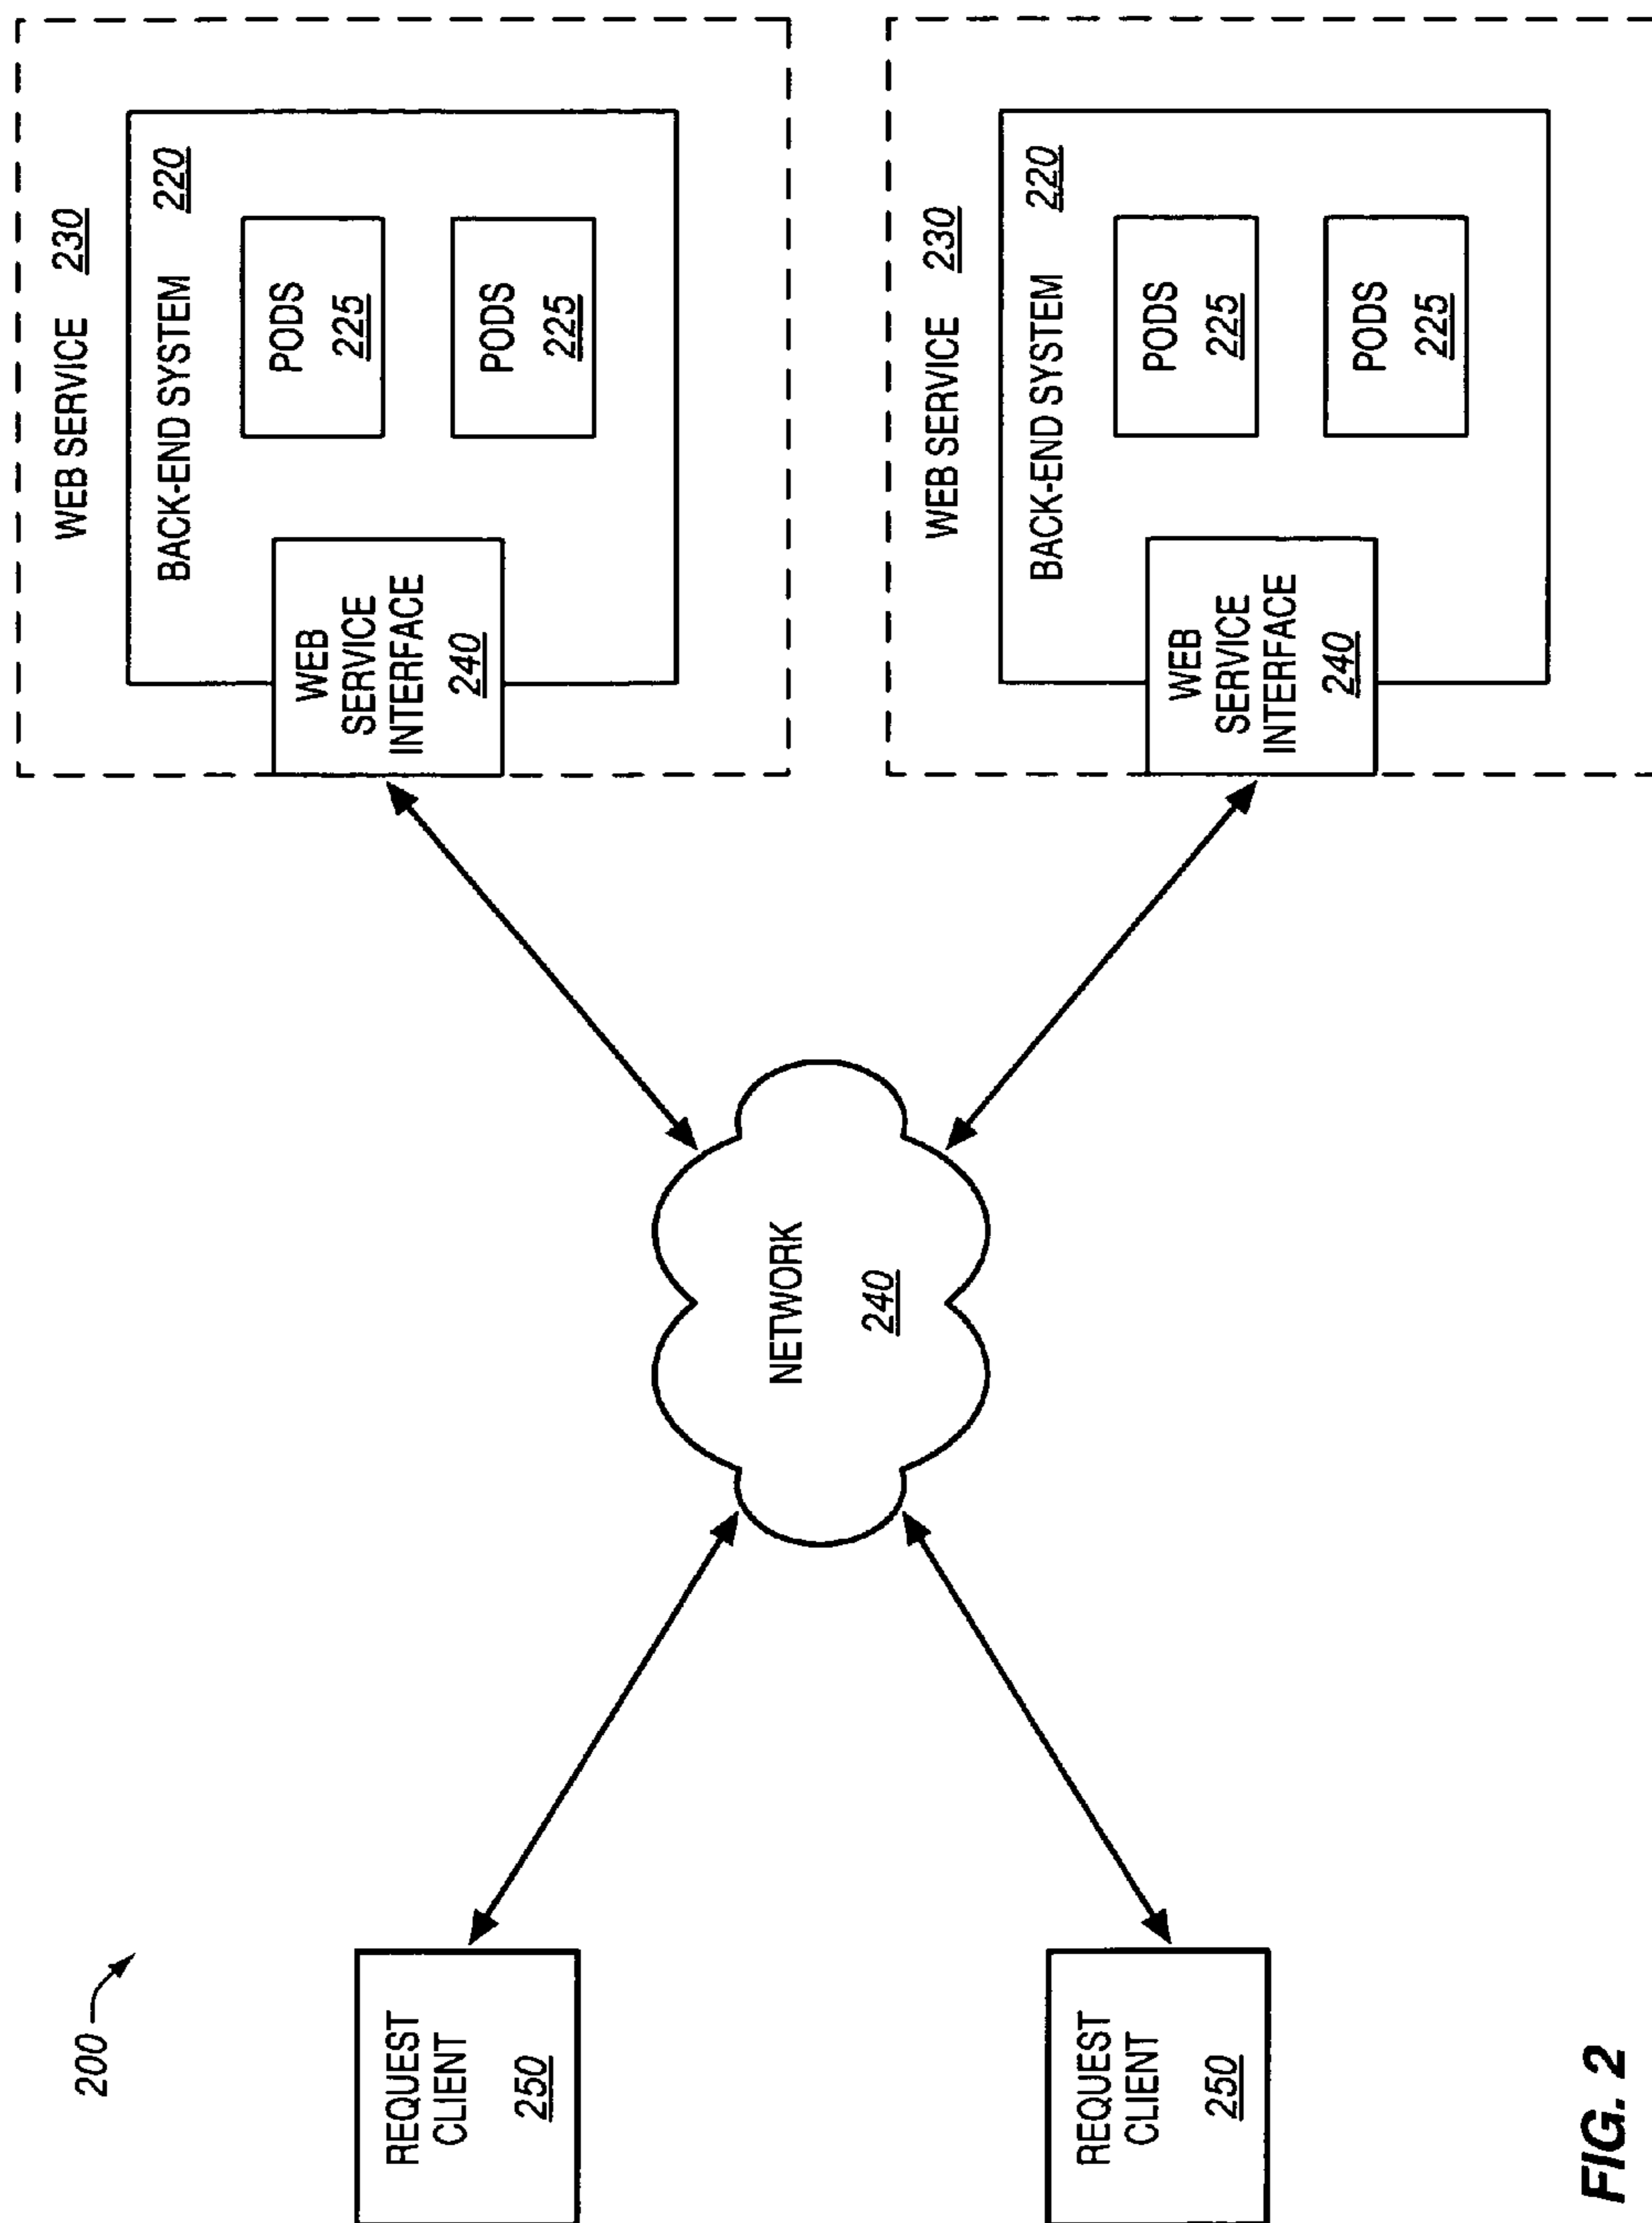 200
REQUEST
CLIENT
250
REQUEST
CLIENT
250
NETWORK
240
WEB SERVICE 230
BACK-END SYSTEM 220
WEB
SERVICE
INTERFACE
240
PODS
225
PODS
225
WEB SERVICE 230
BACK-END SYSTEM 220
WEB
SERVICE
INTERFACE
240
PODS
225
PODS
225
FIG. 2